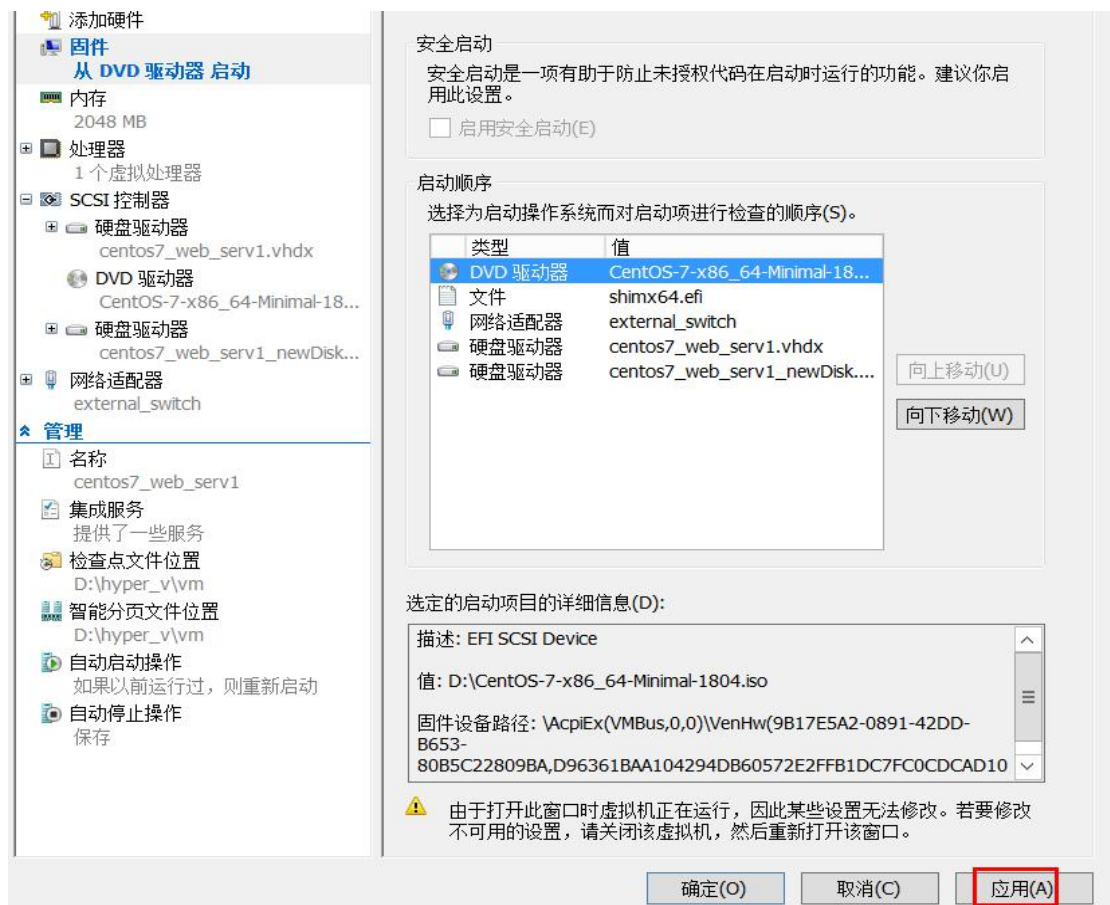 添加硬件
固件
从 DVD 驱动器 启动
内存
2048 MB
处理器
1 个虚拟处理器
SCSI 控制器
硬盘驱动器
centos7_web_serv1.vhdx
DVD 驱动器
CentOS-7-x86_64-Minimal-18...
硬盘驱动器
centos7_web_serv1_newDisk...
网络适配器
external_switch
管理
名称
centos7_web_serv1
集成服务
提供了一些服务
检查点文件位置
D:\hyper_v\vm
智能分页文件位置
D:\hyper_v\vm
自动启动操作
如果以前运行过，则重新启动
自动停止操作
保存
安全启动
安全启动是一项有助于防止未授权代码在启动时运行的功能。建议你启
用此设置。
启用安全启动(E)
启动顺序
选择为启动操作系统而对启动项进行检查的顺序(S)。
类型 值
DVD 驱动器 CentOS-7-x86_64-Minimal-18...
文件 shimx64.efi
网络适配器 external_switch
硬盘驱动器 centos7_web_serv1.vhdx
硬盘驱动器 centos7_web_serv1_newDisk....
向上移动(U)
向下移动(W)
选定的启动项目的详细信息(D):
描述: EFI SCSI Device
值: D:\CentOS-7-x86_64-Minimal-1804.iso
固件设备路径: \AcpiEx(VMBus,0,0)\VenHw(9B17E5A2-0891-42DD-
B653-
80B5C22809BA,D96361BAA104294DB60572E2FFB1DC7FC0CDCAD10
由于打开此窗口时虚拟机正在运行，因此某些设置无法修改。若要修改
不可用的设置，请关闭该虚拟机，然后重新打开该窗口。
确定(O) 取消(C) 应用(A)